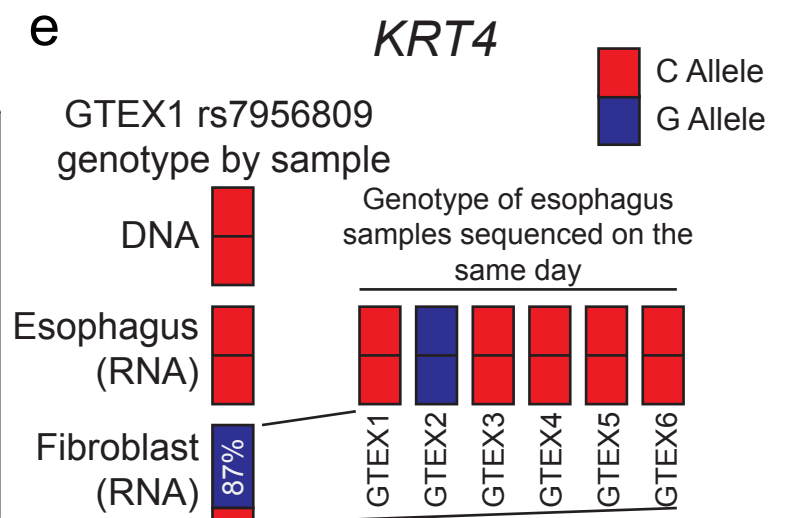 e
KRT4
C Allele
G Allele
GTEX1 rs7956809
genotype by sample
DNA
Esophagus
(RNA)
Fibroblast
(RNA)
87%
Genotype of esophagus
samples sequenced on the
same day
GTEX1
GTEX2
GTEX3
GTEX4
GTEX5
GTEX6